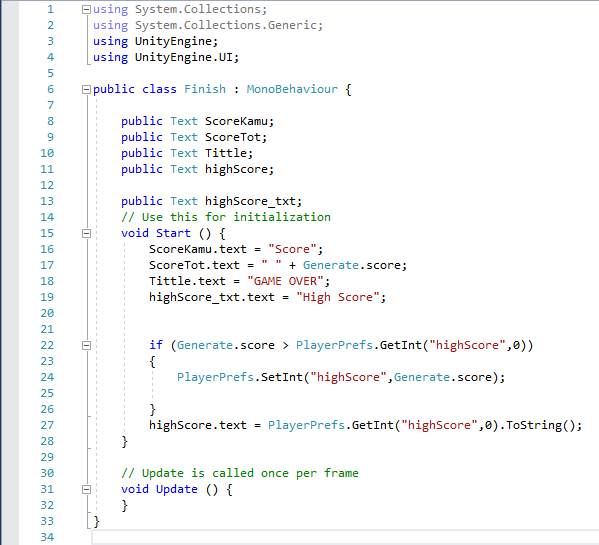 1 using System.Collections;
2 using System.Collections.Generic;
3 using UnityEngine;
4 using UnityEngine.UI;
5
6 public class Finish : MonoBehaviour {
7
8 public Text ScoreKamu;
9 public Text ScoreTot;
10 public Text Tittle;
11 public Text highScore;
12
13 public Text highScore_txt;
14 // Use this for initialization
15 void Start () {
16 ScoreKamu.text = "Score";
17 ScoreTot.text = " " + Generate.score;
18 Tittle.text = "GAME OVER";
19 highScore_txt.text = "High Score";
20
21
22 if (Generate.score > PlayerPrefs.GetInt("highScore",0))
23 {
24 PlayerPrefs.SetInt("highScore",Generate.score);
25
26 }
27 highScore.text = PlayerPrefs.GetInt("highScore",0).ToString();
28 }
29
30 // Update is called once per frame
31 void Update () {
32 }
33 }
34